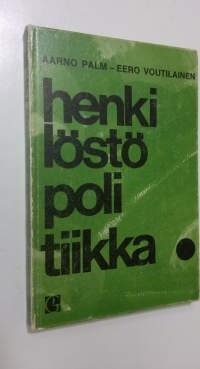 AARNO PALM – EERO VOUTILAINEN
henki
löstö
poli
tiikka